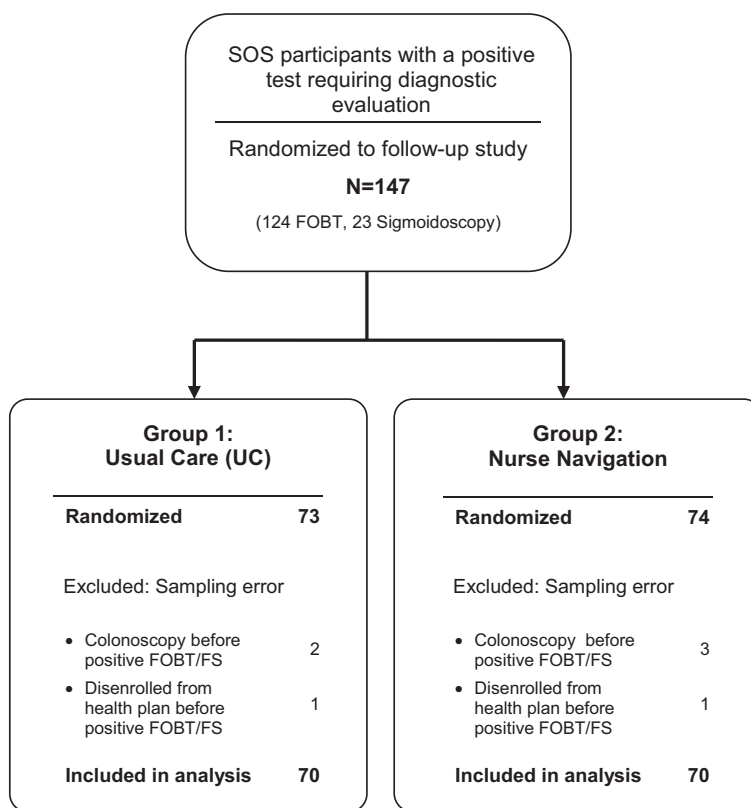 SOS participants with a positive
test requiring diagnostic
evaluation
Randomized to follow-up study
N=147
(124 FOBT, 23 Sigmoidoscopy)
Group 1:
Usual Care (UC)
Randomized 73
Excluded: Sampling error
• Colonoscopy before
positive FOBT/FS 2
• Disenrolled from
health plan before
positive FOBT/FS 1
Included in analysis 70
Group 2:
Nurse Navigation
Randomized 74
Excluded: Sampling error
• Colonoscopy before
positive FOBT/FS 3
• Disenrolled from
health plan before
positive FOBT/FS 1
Included in analysis 70